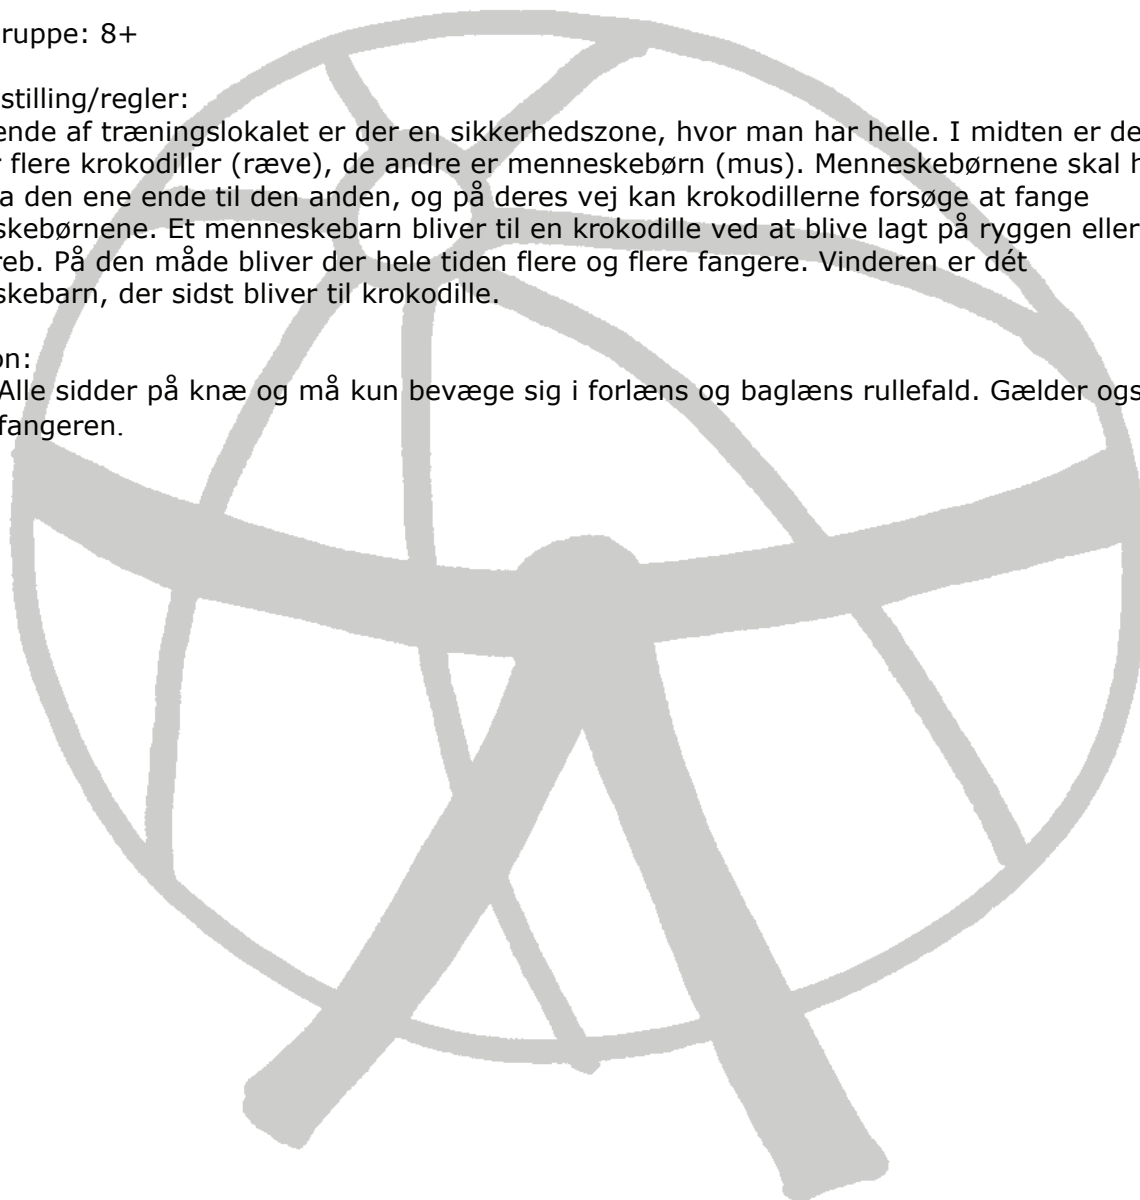 ruppe: 8+
stilling/regler:
ende af træningslokalet er der en sikkerhedszone, hvor man har helle. I midten er de
r flere krokodiller (ræve), de andre er menneskebørn (mus). Menneskebørnene skal h
a den ene ende til den anden, og på deres vej kan krokodillerne forsøge at fange
skebørnene. Et menneskebarn bliver til en krokodille ved at blive lagt på ryggen eller
reb. På den måde bliver der hele tiden flere og flere fangere. Vinderen er dét
skebarn, der sidst bliver til krokodille.
on:
Alle sidder på knæ og må kun bevæge sig i forlæns og baglæns rullefald. Gælder ogs
fangeren.